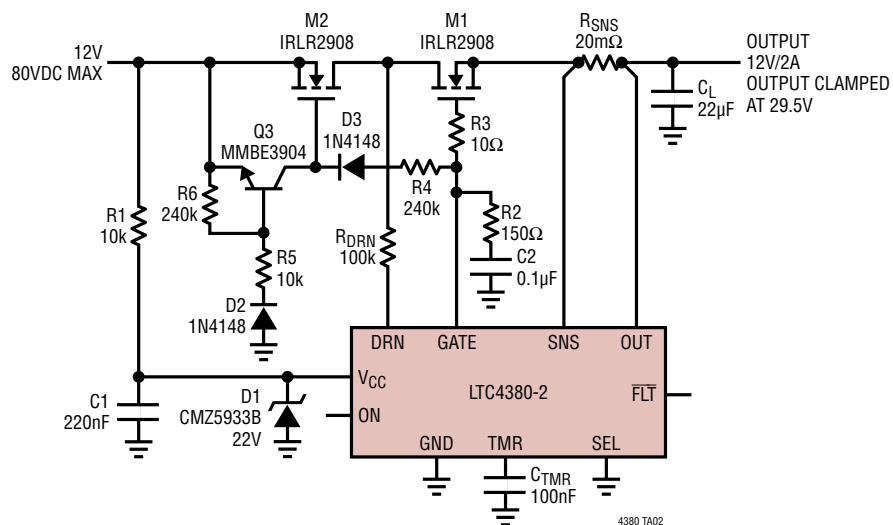 12V
80VDC MAX
M2
IRLR2908
M1
IRLR2908
RSNS
20mΩ
OUTPUT
12V/2A
OUTPUT CLAMPED
AT 29.5V
CL
22µF
Q3
MMBE3904
D3
1N4148
R3
10Ω
R4
240k
R6
240k
R1
10k
R2
150Ω
C2
0.1µF
RDRN
100k
R5
10k
D2
1N4148
DRN
GATE
SNS
OUT
VCC
LTC4380-2
FLT
ON
D1
CMZ5933B
22V
C1
220nF
GND
TMR
SEL
CTMR
100nF
4380 TA02